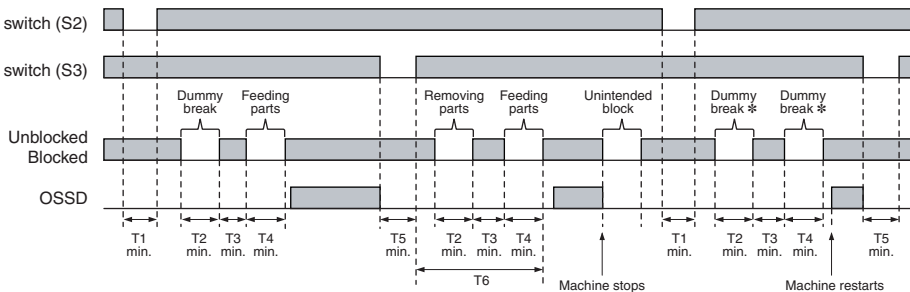 switch (S2)
switch (S3)
Dummy break
Feeding parts
Removing parts
Feeding parts
Unintended block
Dummy break ✻
Dummy break ✻
Unblocked
Blocked
OSSD
T1 min.
T2 min.
T3 min.
T4 min.
T5 min.
T2 min.
T3 min.
T4 min.
T1 min.
T2 min.
T3 min.
T4 min.
T5 min.
T6
Machine stops
Machine restarts